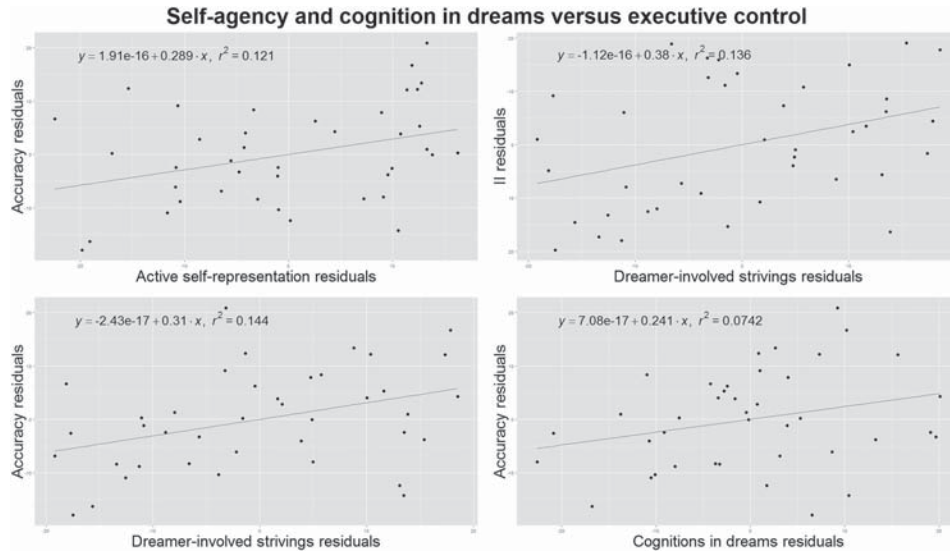 Self-agency and cognition in dreams versus executive control
y = 1.91e-16 + 0.289 · x, r² = 0.121
Accuracy residuals
Active self-representation residuals
y = -1.12e-16 + 0.38 · x, r² = 0.136
II residuals
Dreamer-involved strivings residuals
y = -2.43e-17 + 0.31 · x, r² = 0.144
Accuracy residuals
Dreamer-involved strivings residuals
y = 7.08e-17 + 0.241 · x, r² = 0.0742
Accuracy residuals
Cognitions in dreams residuals